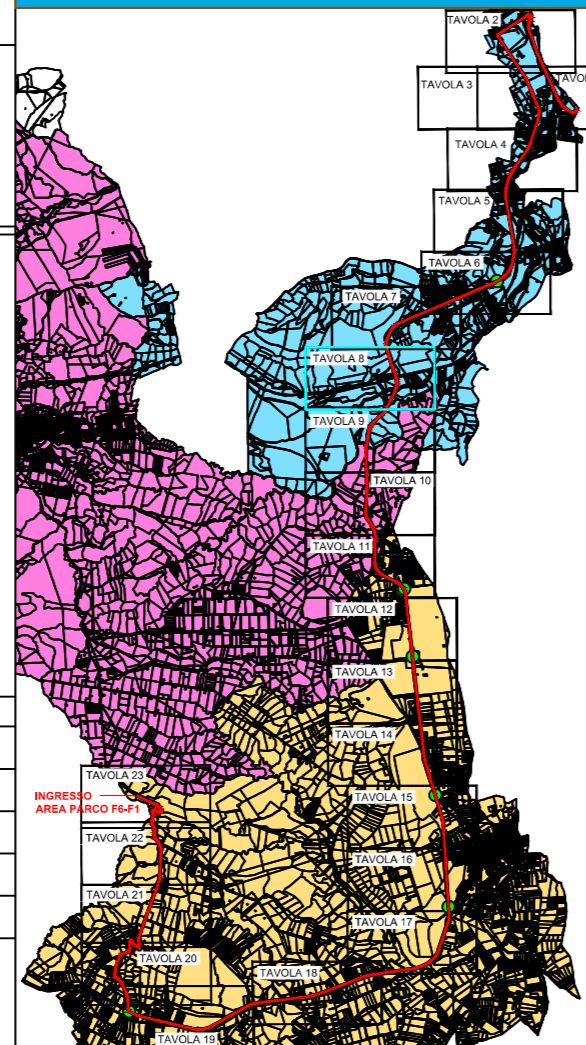 TAVOLA 2
TAVOL
TAVOLA 3
TAVOLA 4
TAVOLA 5
TAVOLA 6
TAVOLA 7
TAVOLA 8
TAVOLA 9
TAVOLA 10
TAVOLA 11
TAVOLA 12
TAVOLA 13
TAVOLA 14
TAVOLA 23
INGRESSO
AREA PARCO F6-F1
TAVOLA 15
TAVOLA 22
TAVOLA 16
TAVOLA 21
TAVOLA 17
TAVOLA 20
TAVOLA 18
TAVOLA 19